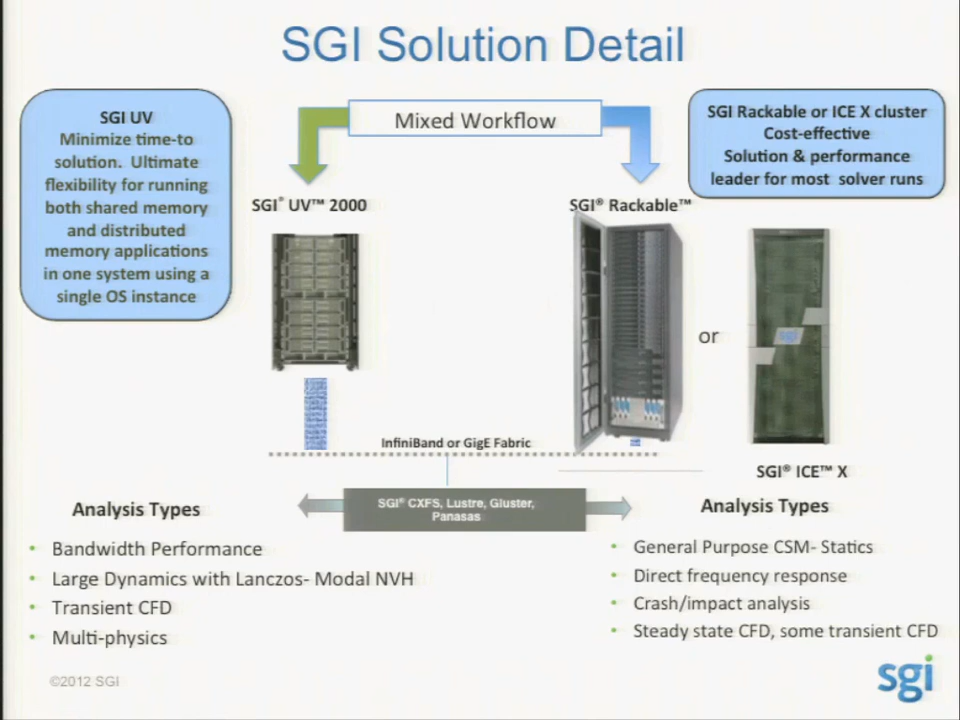 SGI Solution Detail
SGI UV
Minimize time-to
solution. Ultimate
flexibility for running
both shared memory
and distributed
memory applications
in one system using a
single OS instance
Mixed Workflow
SGI Rackable or ICE X cluster
Cost-effective
Solution & performance
leader for most solver runs
SGI® UV™ 2000
SGI® Rackable™
or
sgi
InfiniBand or GigE Fabric
SGI® ICE™ X
SGI® CXFS, Lustre, Gluster,
Panasas
Analysis Types
• Bandwidth Performance
• Large Dynamics with Lanczos- Modal NVH
• Transient CFD
• Multi-physics
Analysis Types
• General Purpose CSM- Statics
• Direct frequency response
• Crash/impact analysis
• Steady state CFD, some transient CFD
©2012 SGI
sgi